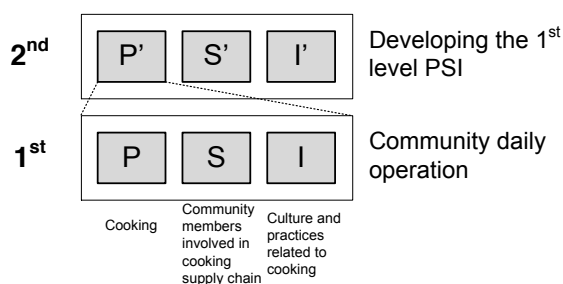 2nd
P’ S’ I’
Developing the 1st
level PSI
1st
P S I
Community daily
operation
Cooking
Community
members
involved in
cooking
supply chain
Culture and
practices
related to
cooking